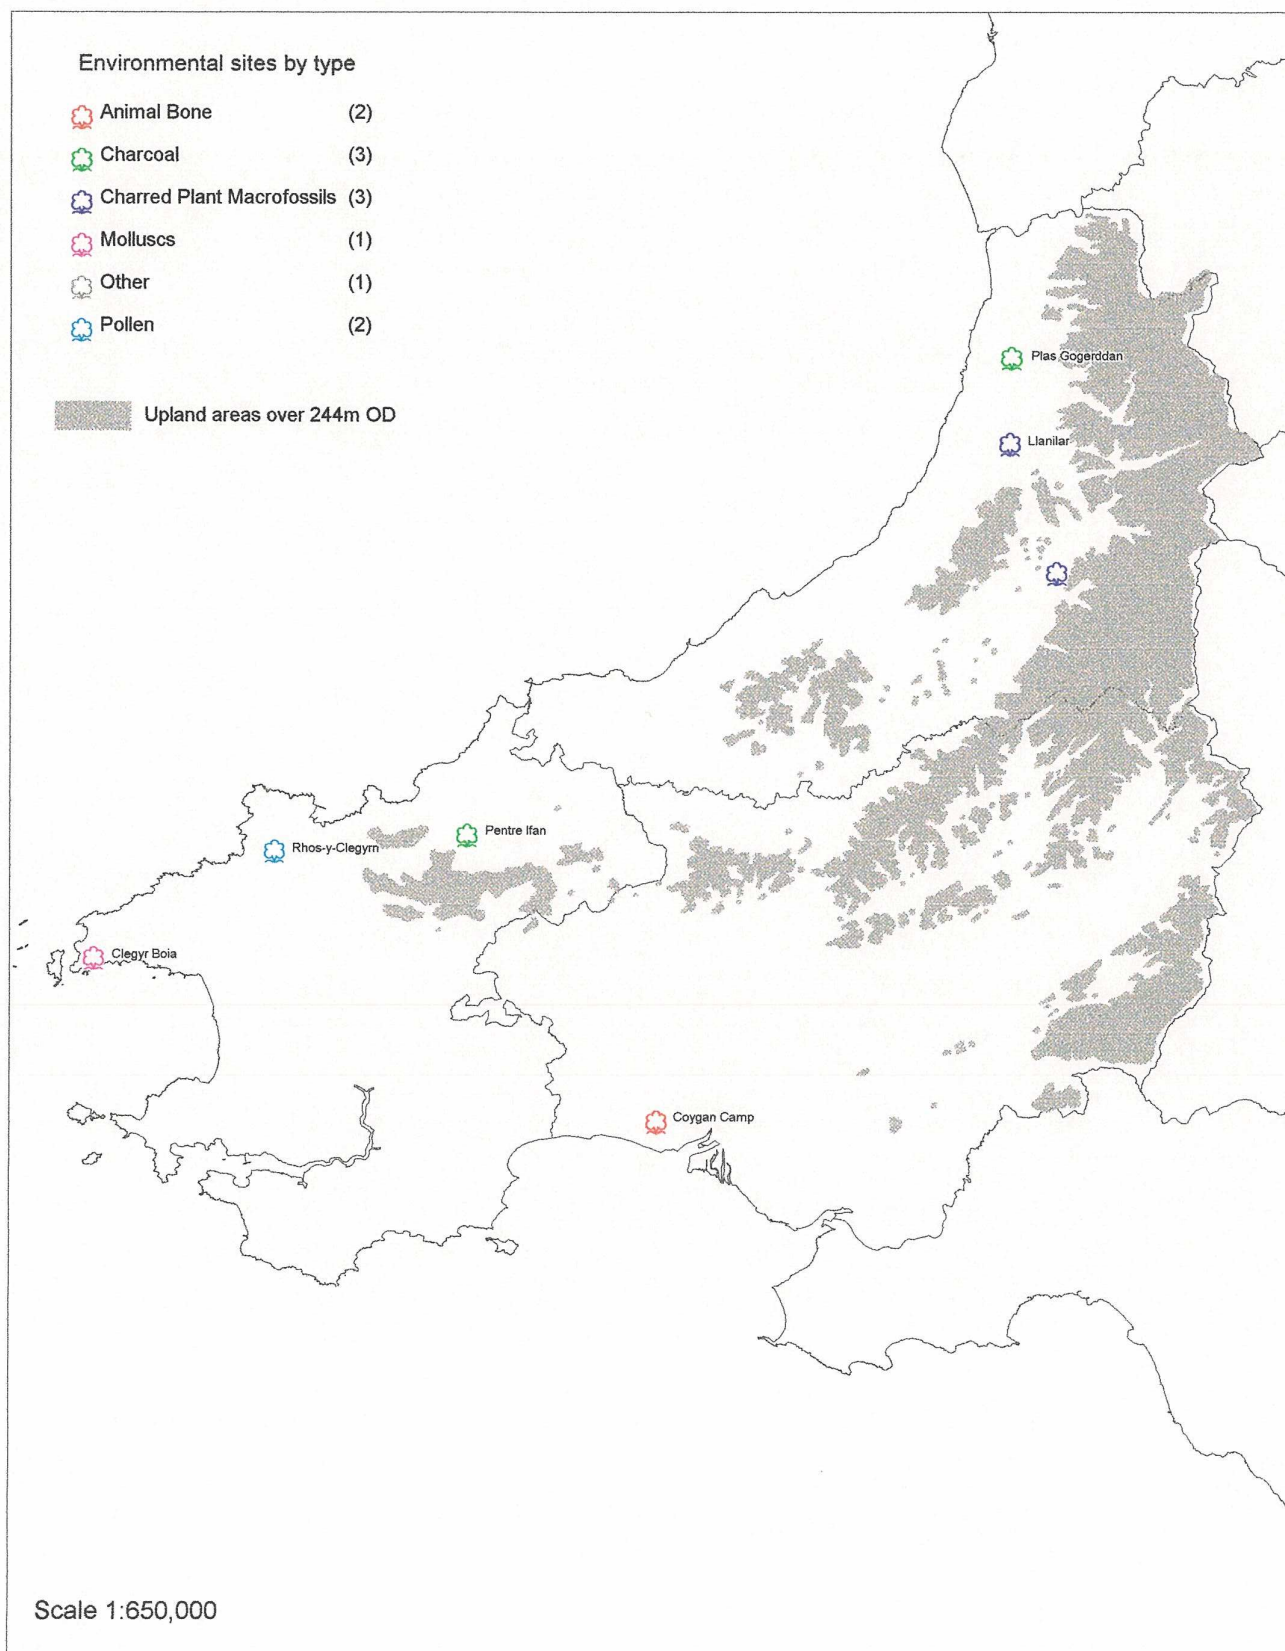 Environmental sites by type
Animal Bone (2)
Charcoal (3)
Charred Plant Macrofossils (3)
Molluscs (1)
Other (1)
Pollen (2)
Upland areas over 244m OD
Plas Gogerddan
Llanilar
Pentre Ifan
Rhos-y-Clegyrn
Clegyr Boia
Coygan Camp
Scale 1:650,000